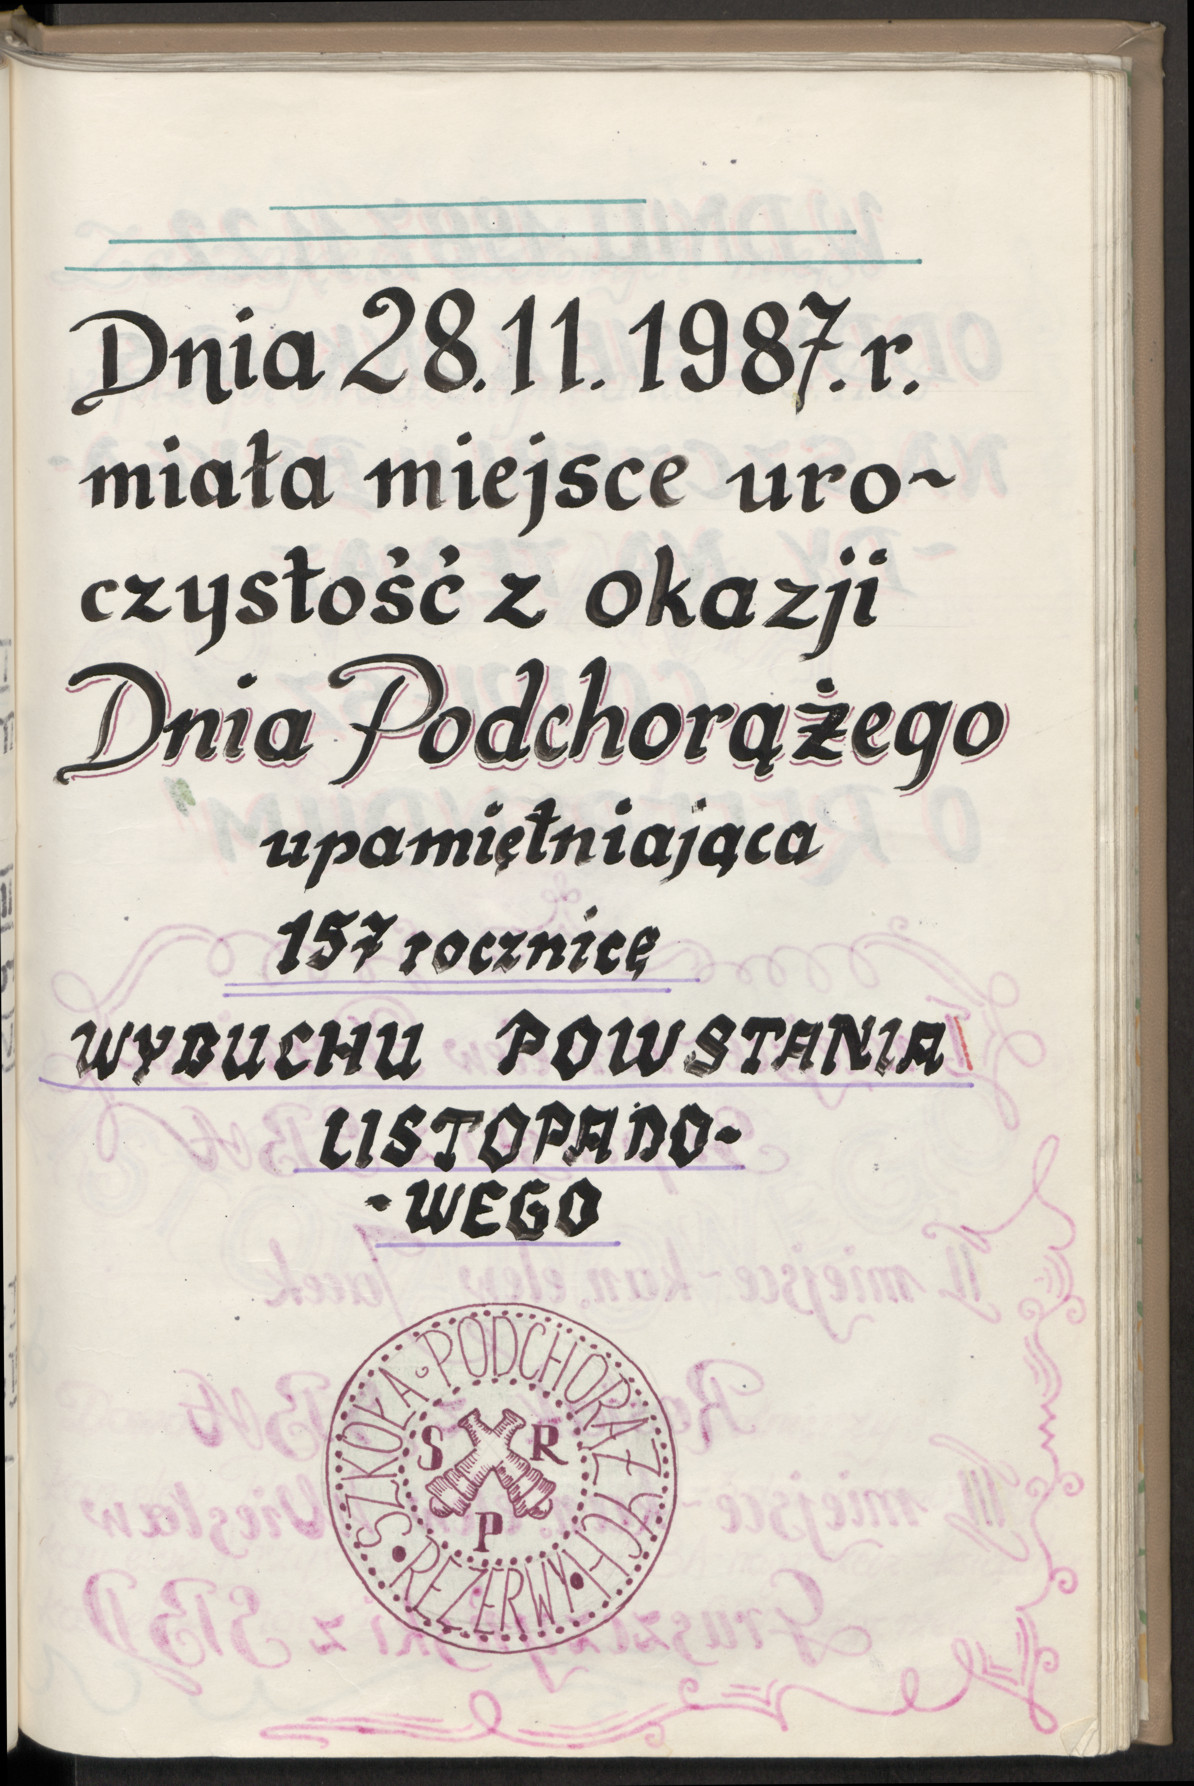 Dnia 28.11.1987.r.
miała miejsce uro~
czystość z okazji
Dnia Podchorążego
upamiętniająca
157 rocznicę
WYBUCHU POWSTANIA
LISTOPADO-
-WEGO
SZKOŁA·PODCHORĄŻYCH
S R
P
REZERWY